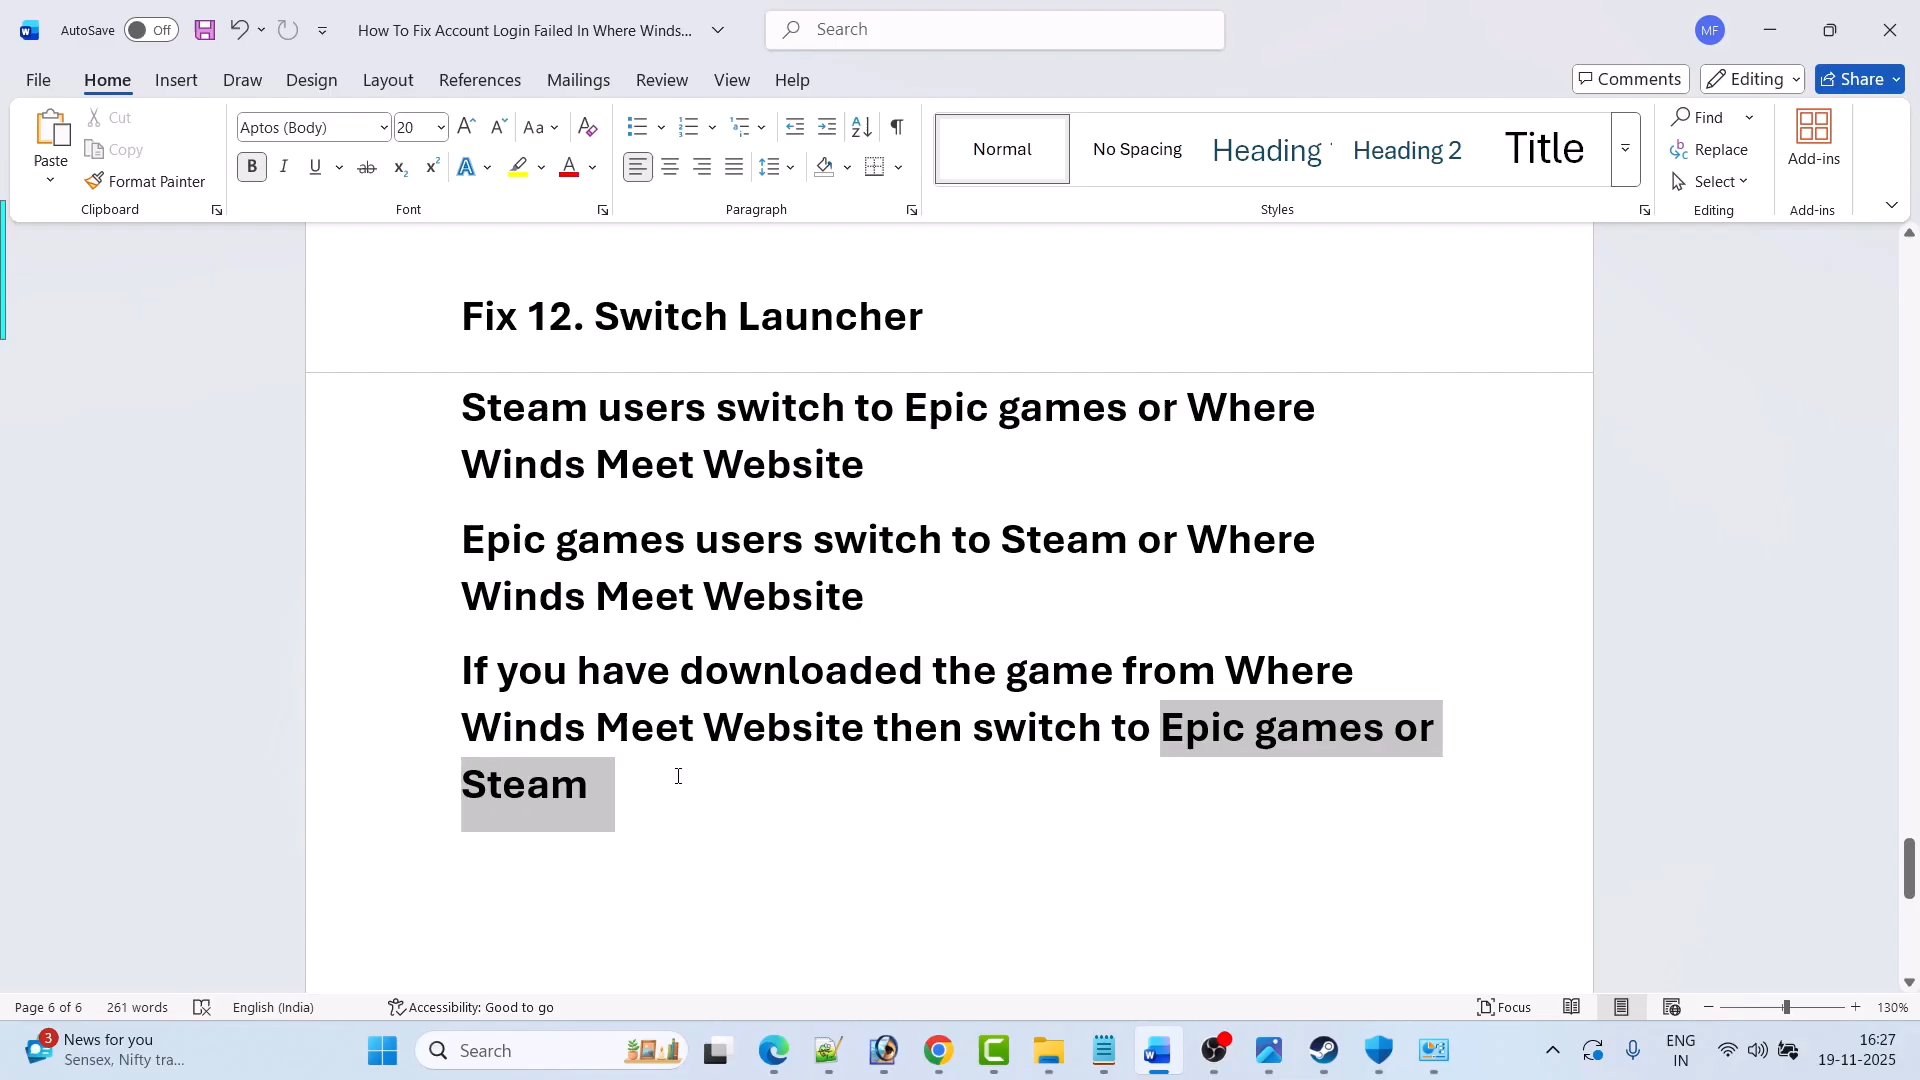 AutoSave
Off
How To Fix Account Login Failed In Where Winds...
Search
MF
File
Home
Insert
Draw
Design
Layout
References
Mailings
Review
View
Help
Comments
Editing
Share
Paste
Cut
Copy
Format Painter
Clipboard
Aptos (Body)
20
Font
Paragraph
Normal
No Spacing
Heading
Heading 2
Title
Styles
Find
Replace
Select
Editing
Add-ins
Add-ins
Fix 12. Switch Launcher
Steam users switch to Epic games or Where
Winds Meet Website
Epic games users switch to Steam or Where
Winds Meet Website
If you have downloaded the game from Where
Winds Meet Website then switch to Epic games or
Steam
Page 6 of 6
261 words
English (India)
Accessibility: Good to go
Focus
130%
3
News for you
Sensex, Nifty tra...
Search
ENG
IN
16:27
19-11-2025